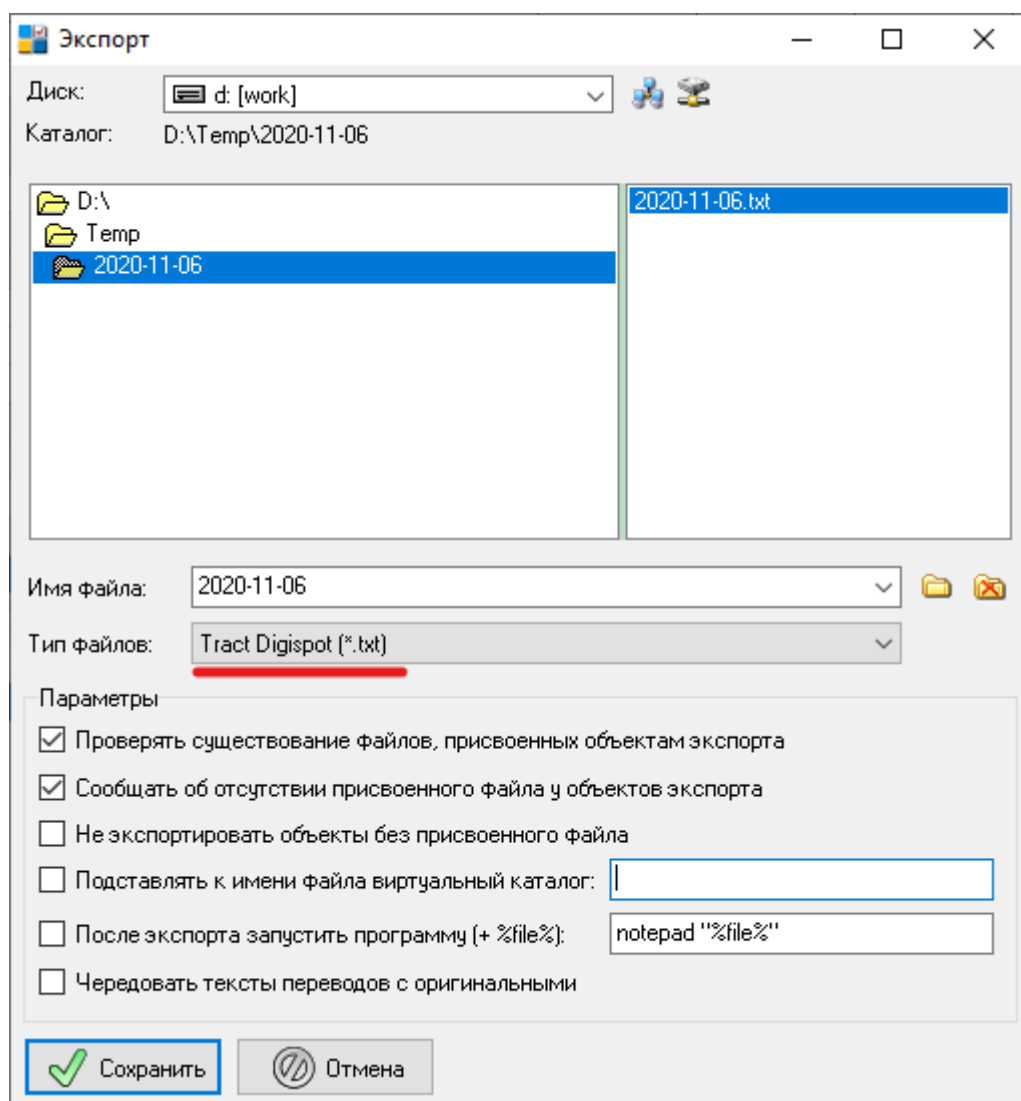 Экспорт
Диск: d: [work]
Каталог: D:\Temp\2020-11-06
D:\
Temp
2020-11-06
2020-11-06.txt
Имя файла: 2020-11-06
Тип файлов: Tract Digispot (*.txt)
Параметры
Проверять существование файлов, присвоенных объектам экспорта
Сообщать об отсутствии присвоенного файла у объектов экспорта
Не экспортировать объекты без присвоенного файла
Подставлять к имени файла виртуальный каталог:
После экспорта запустить программу (+ %file%): notepad "%file%"
Чередовать тексты переводов с оригинальными
Сохранить Отмена